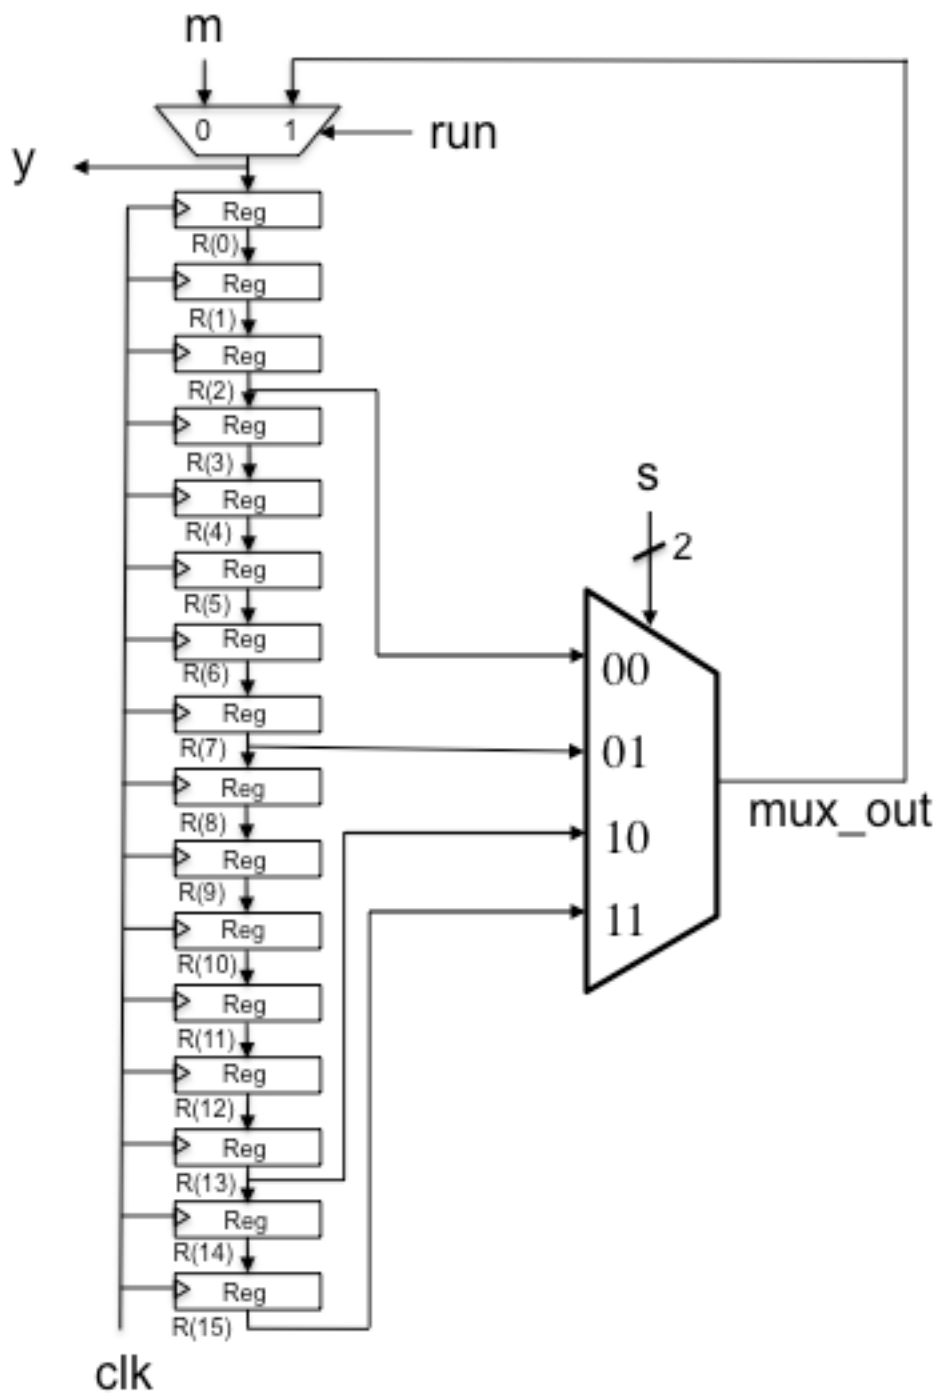 m
0 1
run
y
Reg
R(0)
Reg
R(1)
Reg
R(2)
Reg
R(3)
Reg
R(4)
Reg
R(5)
Reg
R(6)
Reg
R(7)
Reg
R(8)
Reg
R(9)
Reg
R(10)
Reg
R(11)
Reg
R(12)
Reg
R(13)
Reg
R(14)
Reg
R(15)
clk
s
2
00
01
10
11
mux_out